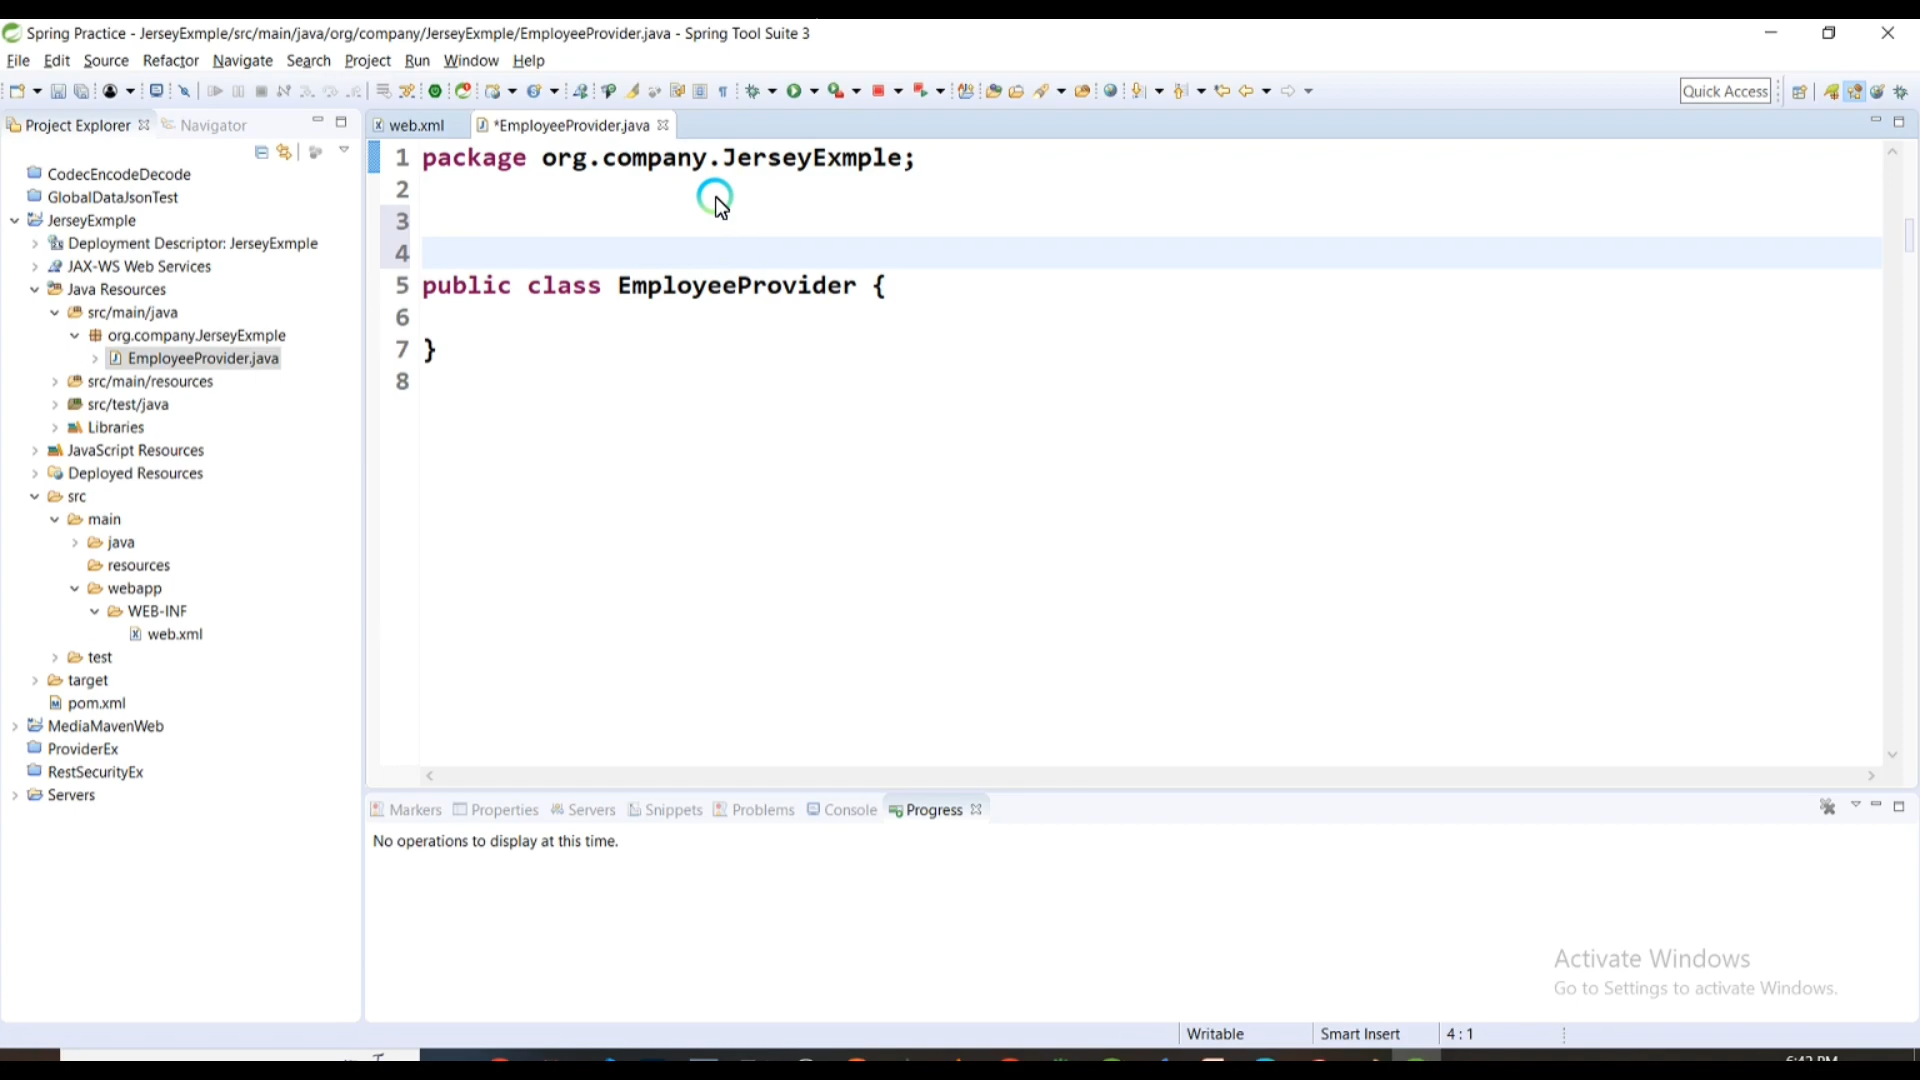 Spring Practice - JerseyExmple/src/main/java/org/company/JerseyExmple/EmployeeProvider.java - Spring Tool Suite 3
File Edit Source Refactor Navigate Search Project Run Window Help
Quick Access
Project Explorer Navigator
web.xml *EmployeeProvider.java
CodecEncodeDecode
GlobalDataJsonTest
JerseyExmple
Deployment Descriptor: JerseyExmple
JAX-WS Web Services
Java Resources
src/main/java
org.company.JerseyExmple
EmployeeProvider.java
src/main/resources
src/test/java
Libraries
JavaScript Resources
Deployed Resources
src
main
java
resources
webapp
WEB-INF
web.xml
test
target
pom.xml
MediaMavenWeb
ProviderEx
RestSecurityEx
Servers
1 package org.company.JerseyExmple;
2
3
4
5 public class EmployeeProvider {
6
7 }
8
Markers Properties Servers Snippets Problems Console Progress
No operations to display at this time.
Activate Windows
Go to Settings to activate Windows.
Writable Smart Insert 4 : 1